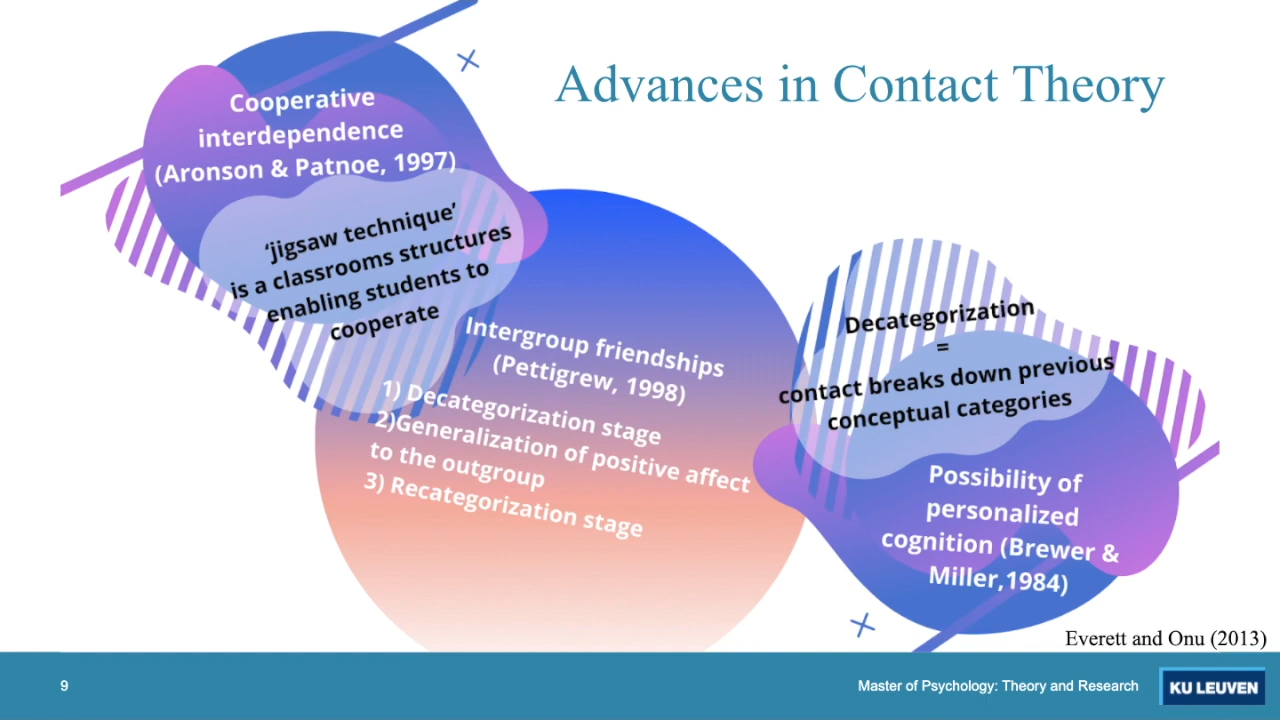 Advances in Contact Theory
Cooperative
interdependence
(Aronson & Patnoe, 1997)
‘jigsaw technique’
is a classrooms structures
enabling students to
cooperate
Intergroup friendships
(Pettigrew, 1998)
1) Decategorization stage
2)Generalization of positive affect
to the outgroup
3) Recategorization stage
Decategorization
=
contact breaks down previous
conceptual categories
Possibility of
personalized
cognition (Brewer &
Miller,1984)
Everett and Onu (2013)
9
Master of Psychology: Theory and Research
KU LEUVEN